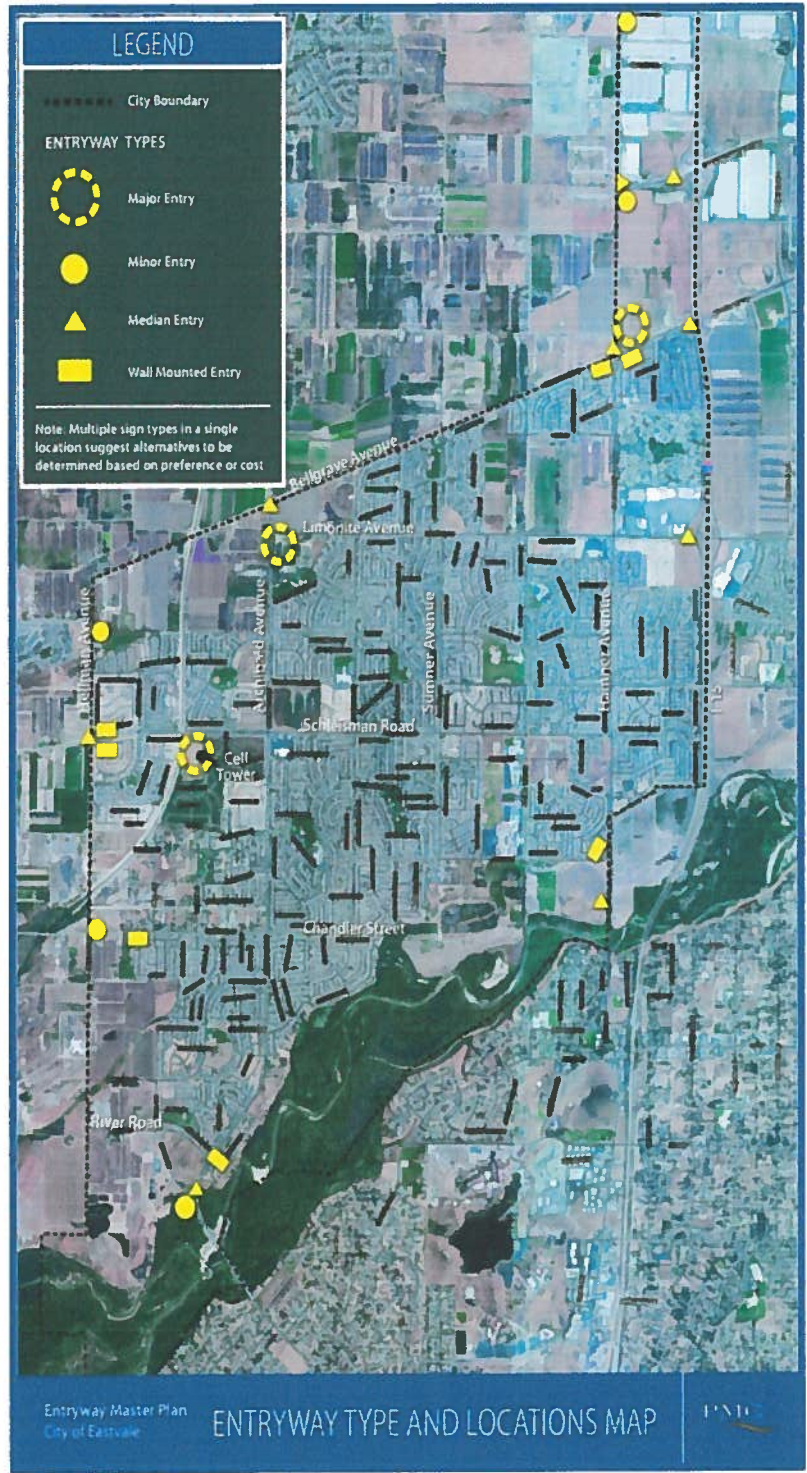 LEGEND
City Boundary
ENTRYWAY TYPES
Major Entry
Minor Entry
Median Entry
Wall Mounted Entry
Note: Multiple sign types in a single
location suggest alternatives to be
determined based on preference or cost
Bellgrave Avenue
Limonite Avenue
Hellman Avenue
Archibald Avenue
Sumner Avenue
Hamner Avenue
I-15
Schleisman Road
Cell
Tower
Chandler Street
River Road
Entryway Master Plan
City of Eastvale
ENTRYWAY TYPE AND LOCATIONS MAP
PMC